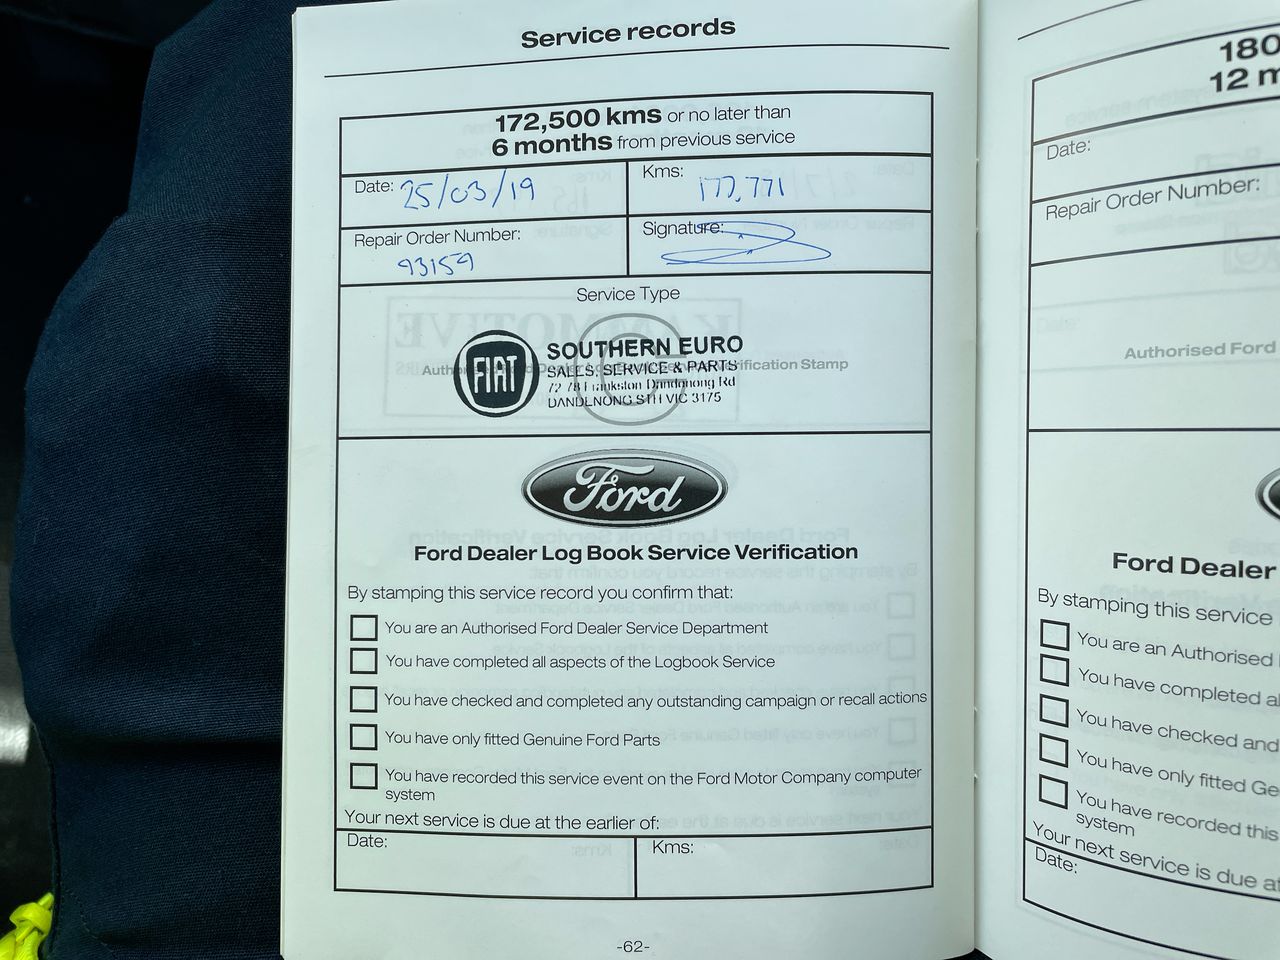 Service records
172,500 kms or no later than
6 months from previous service
Date: 25/03/19
Kms: 177,771
Repair Order Number:
93159
Signature:
Service Type
FIAT
SOUTHERN EURO
SALES, SERVICE & PARTS
72-78 Frankston Dandenong Rd
DANDENONG STH VIC 3175
Ford
Ford Dealer Log Book Service Verification
By stamping this service record you confirm that:
You are an Authorised Ford Dealer Service Department
You have completed all aspects of the Logbook Service
You have checked and completed any outstanding campaign or recall actions
You have only fitted Genuine Ford Parts
You have recorded this service event on the Ford Motor Company computer
system
Your next service is due at the earlier of:
Date:
Kms:
-62-
180
12 m
Date:
Repair Order Number:
Authorised Ford
Ford Dealer
By stamping this service
You are an Authorised
You have completed al
You have checked and
You have only fitted Ge
You have recorded this
system
Your next service is due at
Date: